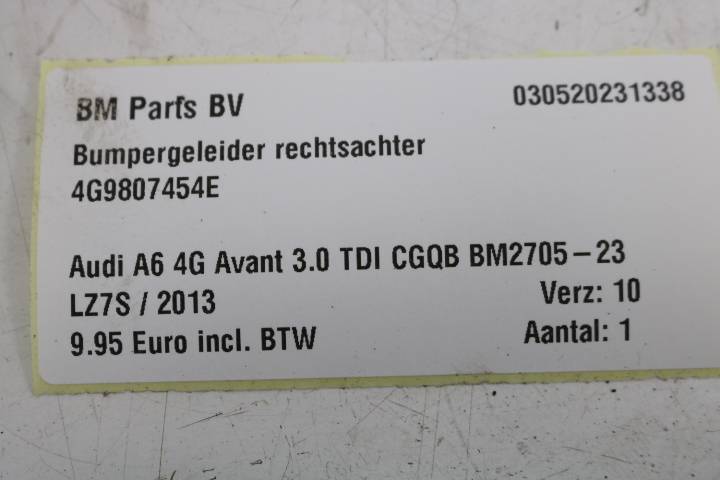 BM Parts BV 030520231338
Bumpergeleider rechtsachter
4G9807454E
Audi A6 4G Avant 3.0 TDI CGQB BM2705-23
LZ7S / 2013 Verz: 10
9.95 Euro incl. BTW Aantal: 1